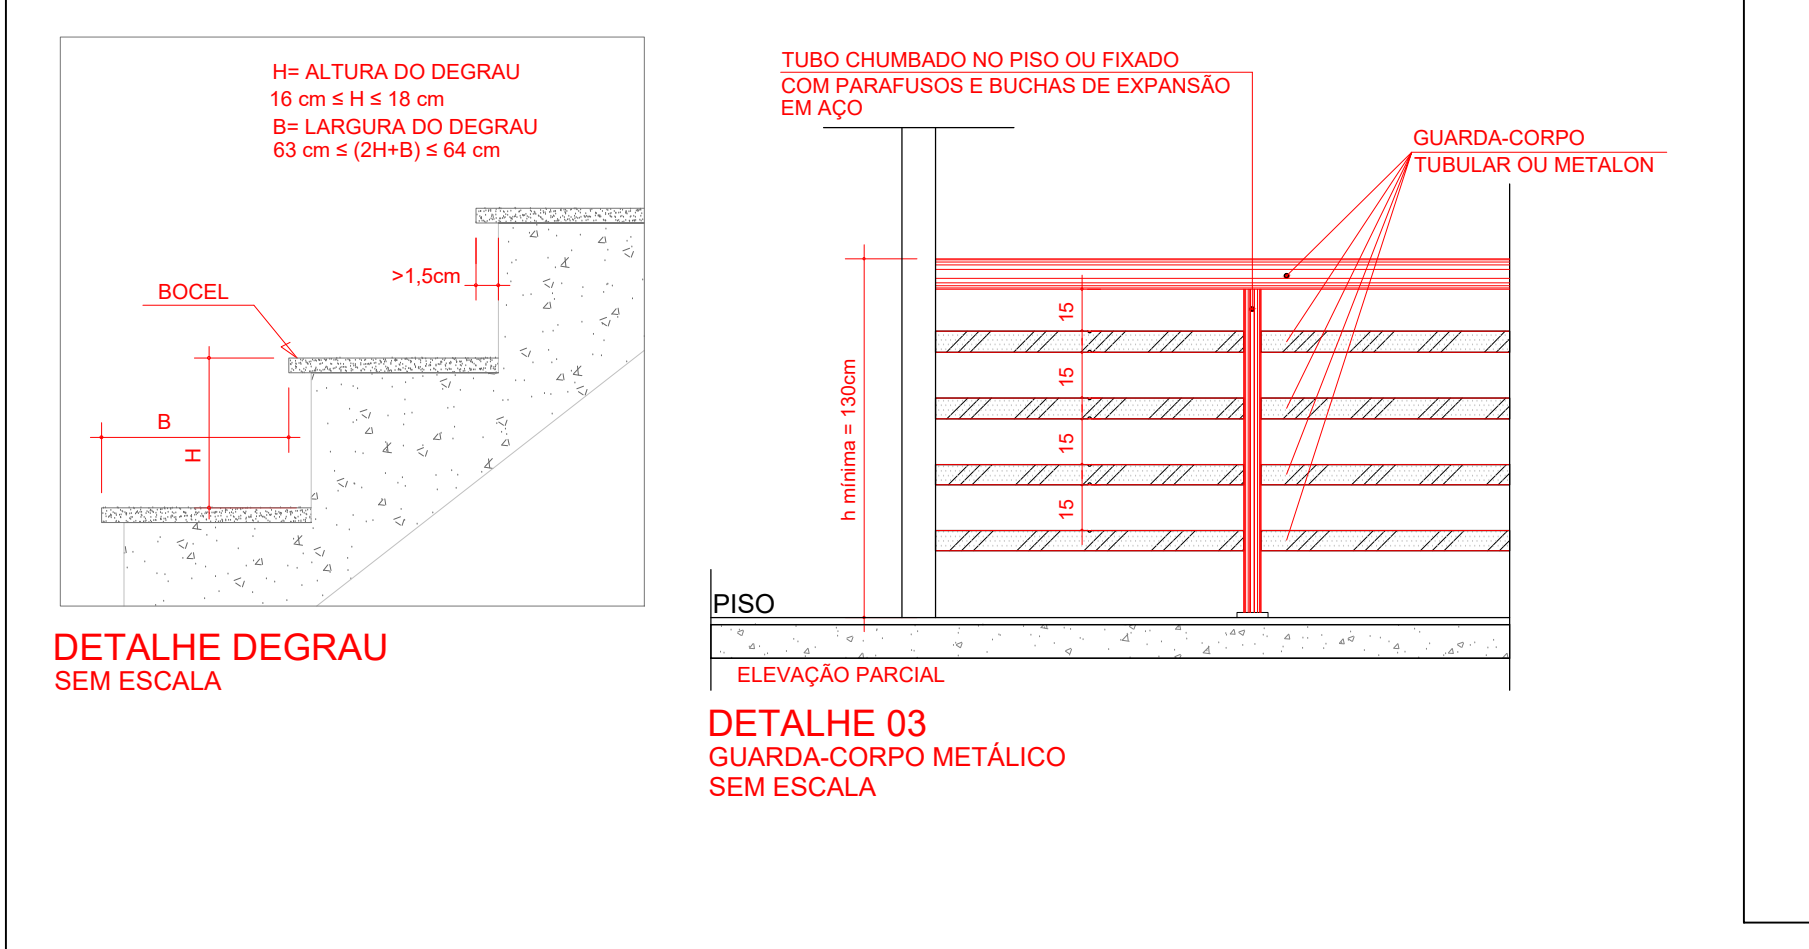 H= ALTURA DO DEGRAU
16 cm ≤ H ≤ 18 cm
B= LARGURA DO DEGRAU
63 cm ≤ (2H+B) ≤ 64 cm
>1,5cm
BOCEL
B
H
DETALHE DEGRAU
SEM ESCALA
TUBO CHUMBADO NO PISO OU FIXADO
COM PARAFUSOS E BUCHAS DE EXPANSÃO
EM AÇO
GUARDA-CORPO
TUBULAR OU METALON
15
15
15
15
h mínima = 130cm
PISO
ELEVAÇÃO PARCIAL
DETALHE 03
GUARDA-CORPO METÁLICO
SEM ESCALA